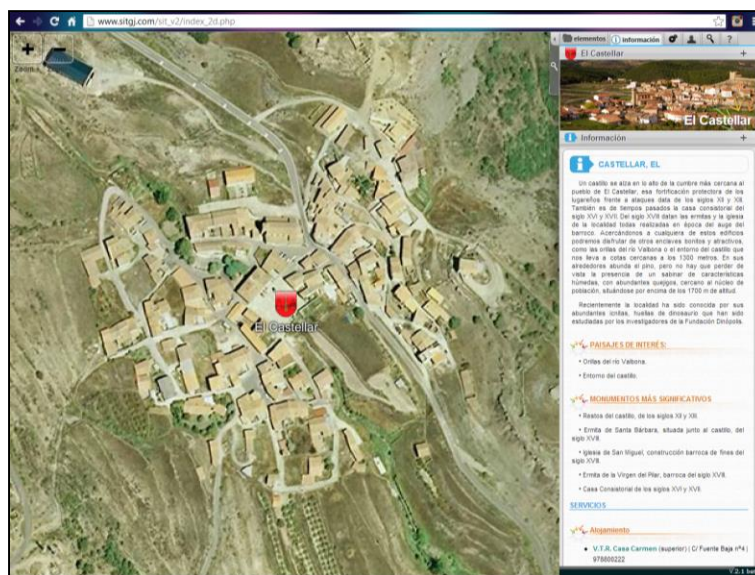 www.sitgj.com/sit_v2/index_2d.php
elementos
información
?
El Castellar
+
El Castellar
Información
+
CASTELLAR, EL
Un castillo se alza en lo alto de la cumbre más cercana al
pueblo de El Castellar, esa fortificación protectora de los
lugareños frente a ataques data de los siglos XII y XIII.
También es de tiempos pasados la casa consistorial del
siglo XVI y XVII. Del siglo XVIII datan las ermitas y la iglesia
de la localidad todas realizadas en época del auge del
barroco. Acercándonos a cualquiera de estos edificios
podremos disfrutar de otros enclaves bonitos y atractivos,
como las orillas del río Valbona o el entorno del castillo que
nos lleva a cotas cercanas a los 1300 metros. En sus
alrededores abunda el pino, pero no hay que perder de
vista la presencia de un sabinar de características
húmedas, con abundantes quejigos, cercano al núcleo de
población, situándose por encima de los 1700 m de altitud.
Recientemente la localidad ha sido conocida por sus
abundantes icnitas, huellas de dinosaurio que han sido
estudiadas por los investigadores de la Fundación Dinópolis.
PAISAJES DE INTERÉS:
• Orillas del río Valbona.
• Entorno del castillo.
MONUMENTOS MÁS SIGNIFICATIVOS
• Restos del castillo, de los siglos XII y XIII.
• Ermita de Santa Bárbara, situada junto al castillo, del
siglo XVIII.
• Iglesia de San Miguel, construcción barroca de fines del
siglo XVIII.
• Ermita de la Virgen del Pilar, barroca del siglo XVIII.
• Casa Consistorial de los siglos XVI y XVII.
SERVICIOS
Alojamiento
• V.T.R. Casa Carmen (superior) | C/ Fuente Baja nº4 |
978806222
El Castellar